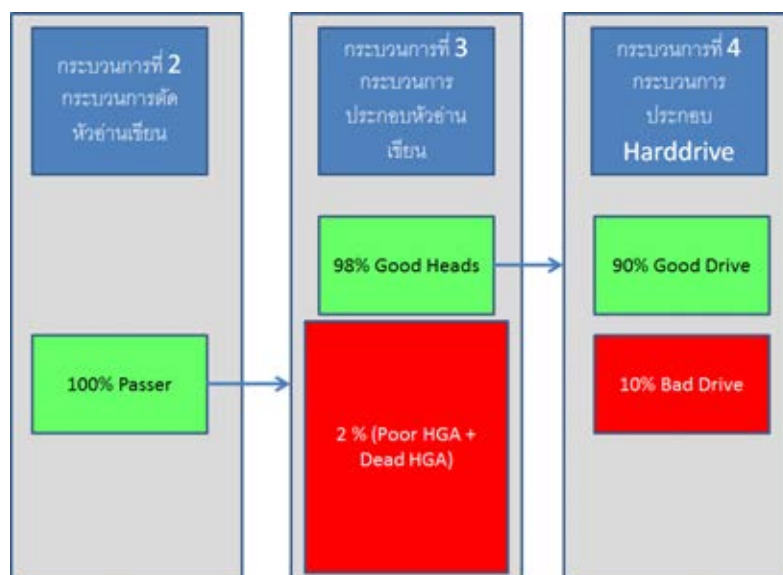 กระบวนการที่ 2
กระบวนการตัด
หัวอ่านเขียน
กระบวนการที่ 3
กระบวนการ
ประกอบหัวอ่าน
เขียน
กระบวนการที่ 4
กระบวนการ
ประกอบ
Harddrive
98% Good Heads
90% Good Drive
100% Passer
10% Bad Drive
2 % (Poor HGA +
Dead HGA)